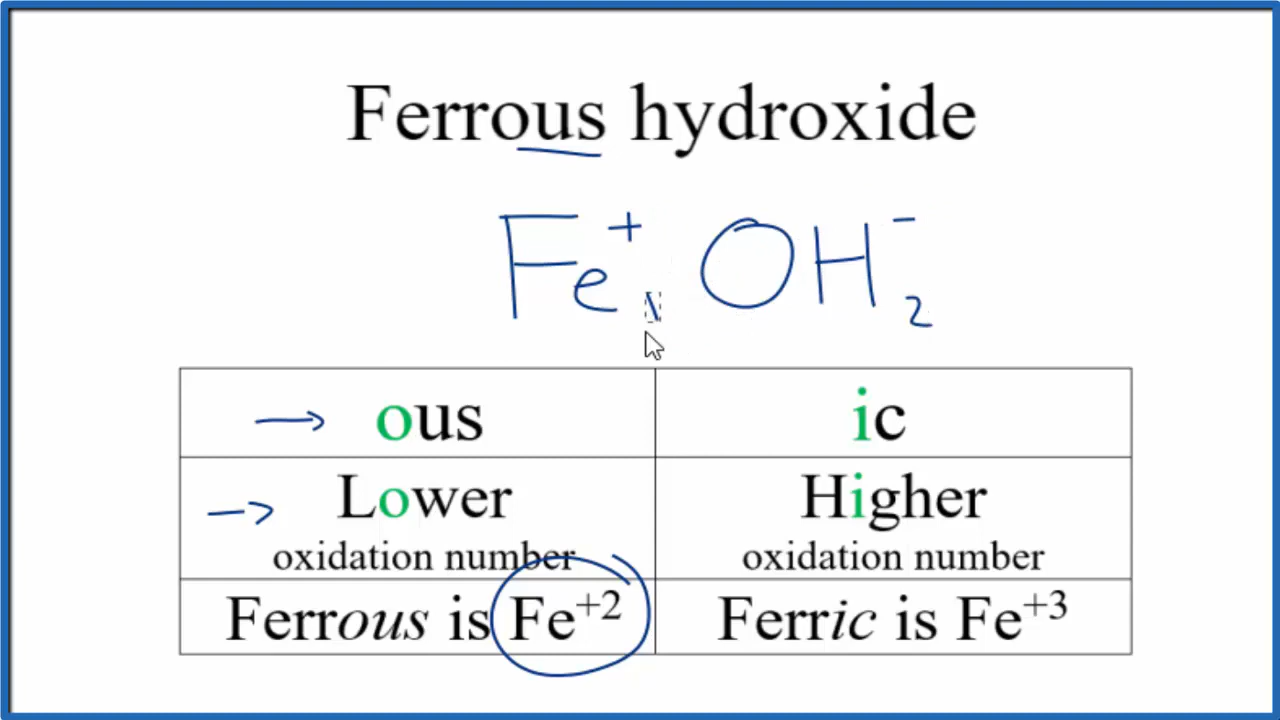 Ferrous hydroxide
Fe⁺ \ OH⁻₂
ous ic
Lower Higher
oxidation number oxidation number
Ferrous is Fe⁺² Ferric is Fe⁺³